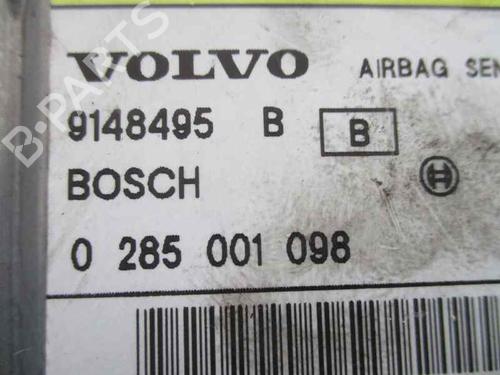 VOLVO AIRBAG SEN
9148495 B B
BOSCH
0 285 001 098
B-PARTS